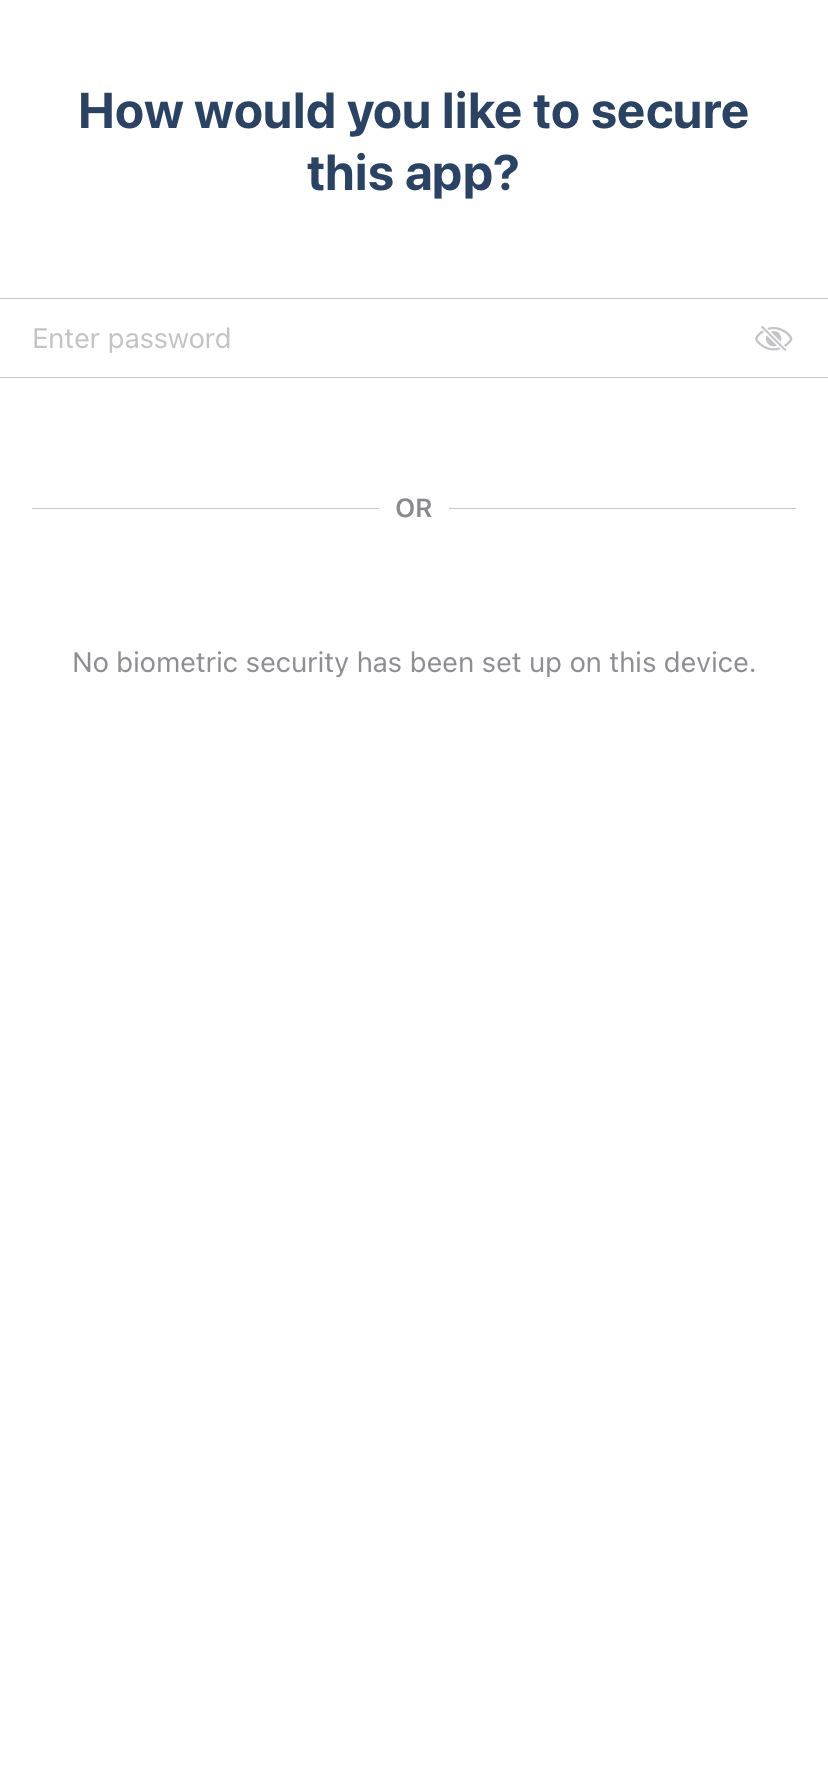 How would you like to secure
this app?
Enter password
OR
No biometric security has been set up on this device.